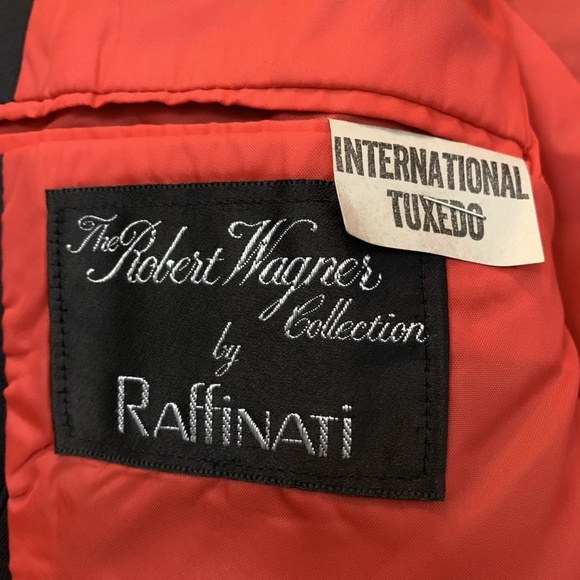 INTERNATIONAL
TUXEDO
The Robert Wagner
Collection
by
RaffiNaTi